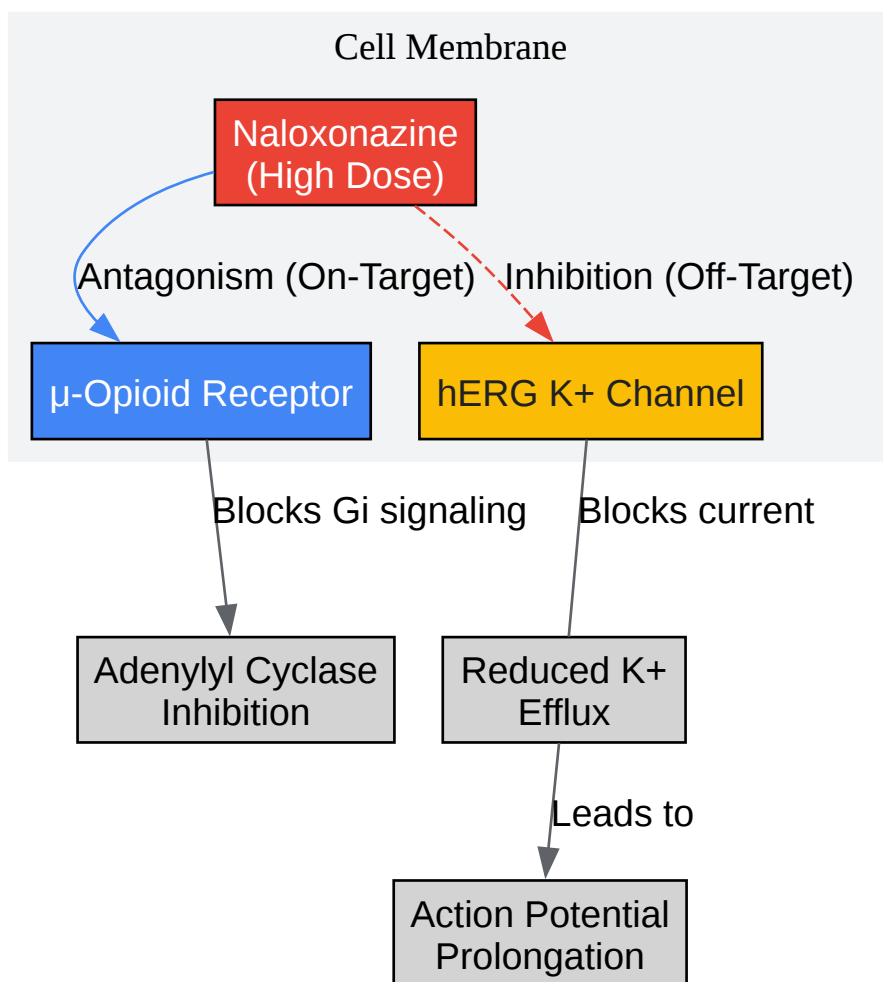 Cell Membrane
Naloxonazine
(High Dose)
Antagonism (On-Target)
Inhibition (Off-Target)
μ-Opioid Receptor
hERG K+ Channel
Blocks Gi signaling
Blocks current
Adenylyl Cyclase
Inhibition
Reduced K+
Efflux
Leads to
Action Potential
Prolongation